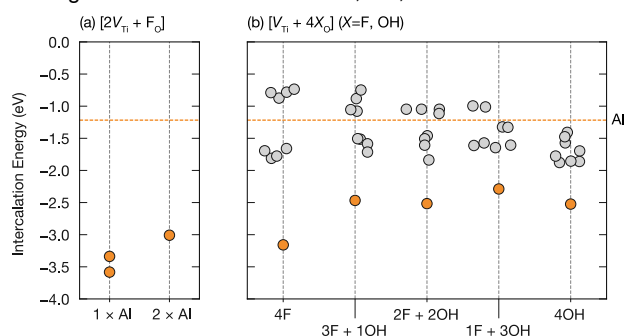 (a) [2V_Ti + F_O]
(b) [V_Ti + 4X_O] (X=F, OH)
Intercalation Energy (eV)
0.0
−0.5
−1.0
−1.5
−2.0
−2.5
−3.0
−3.5
−4.0
Al
1 × Al
2 × Al
4F
3F + 1OH
2F + 2OH
1F + 3OH
4OH